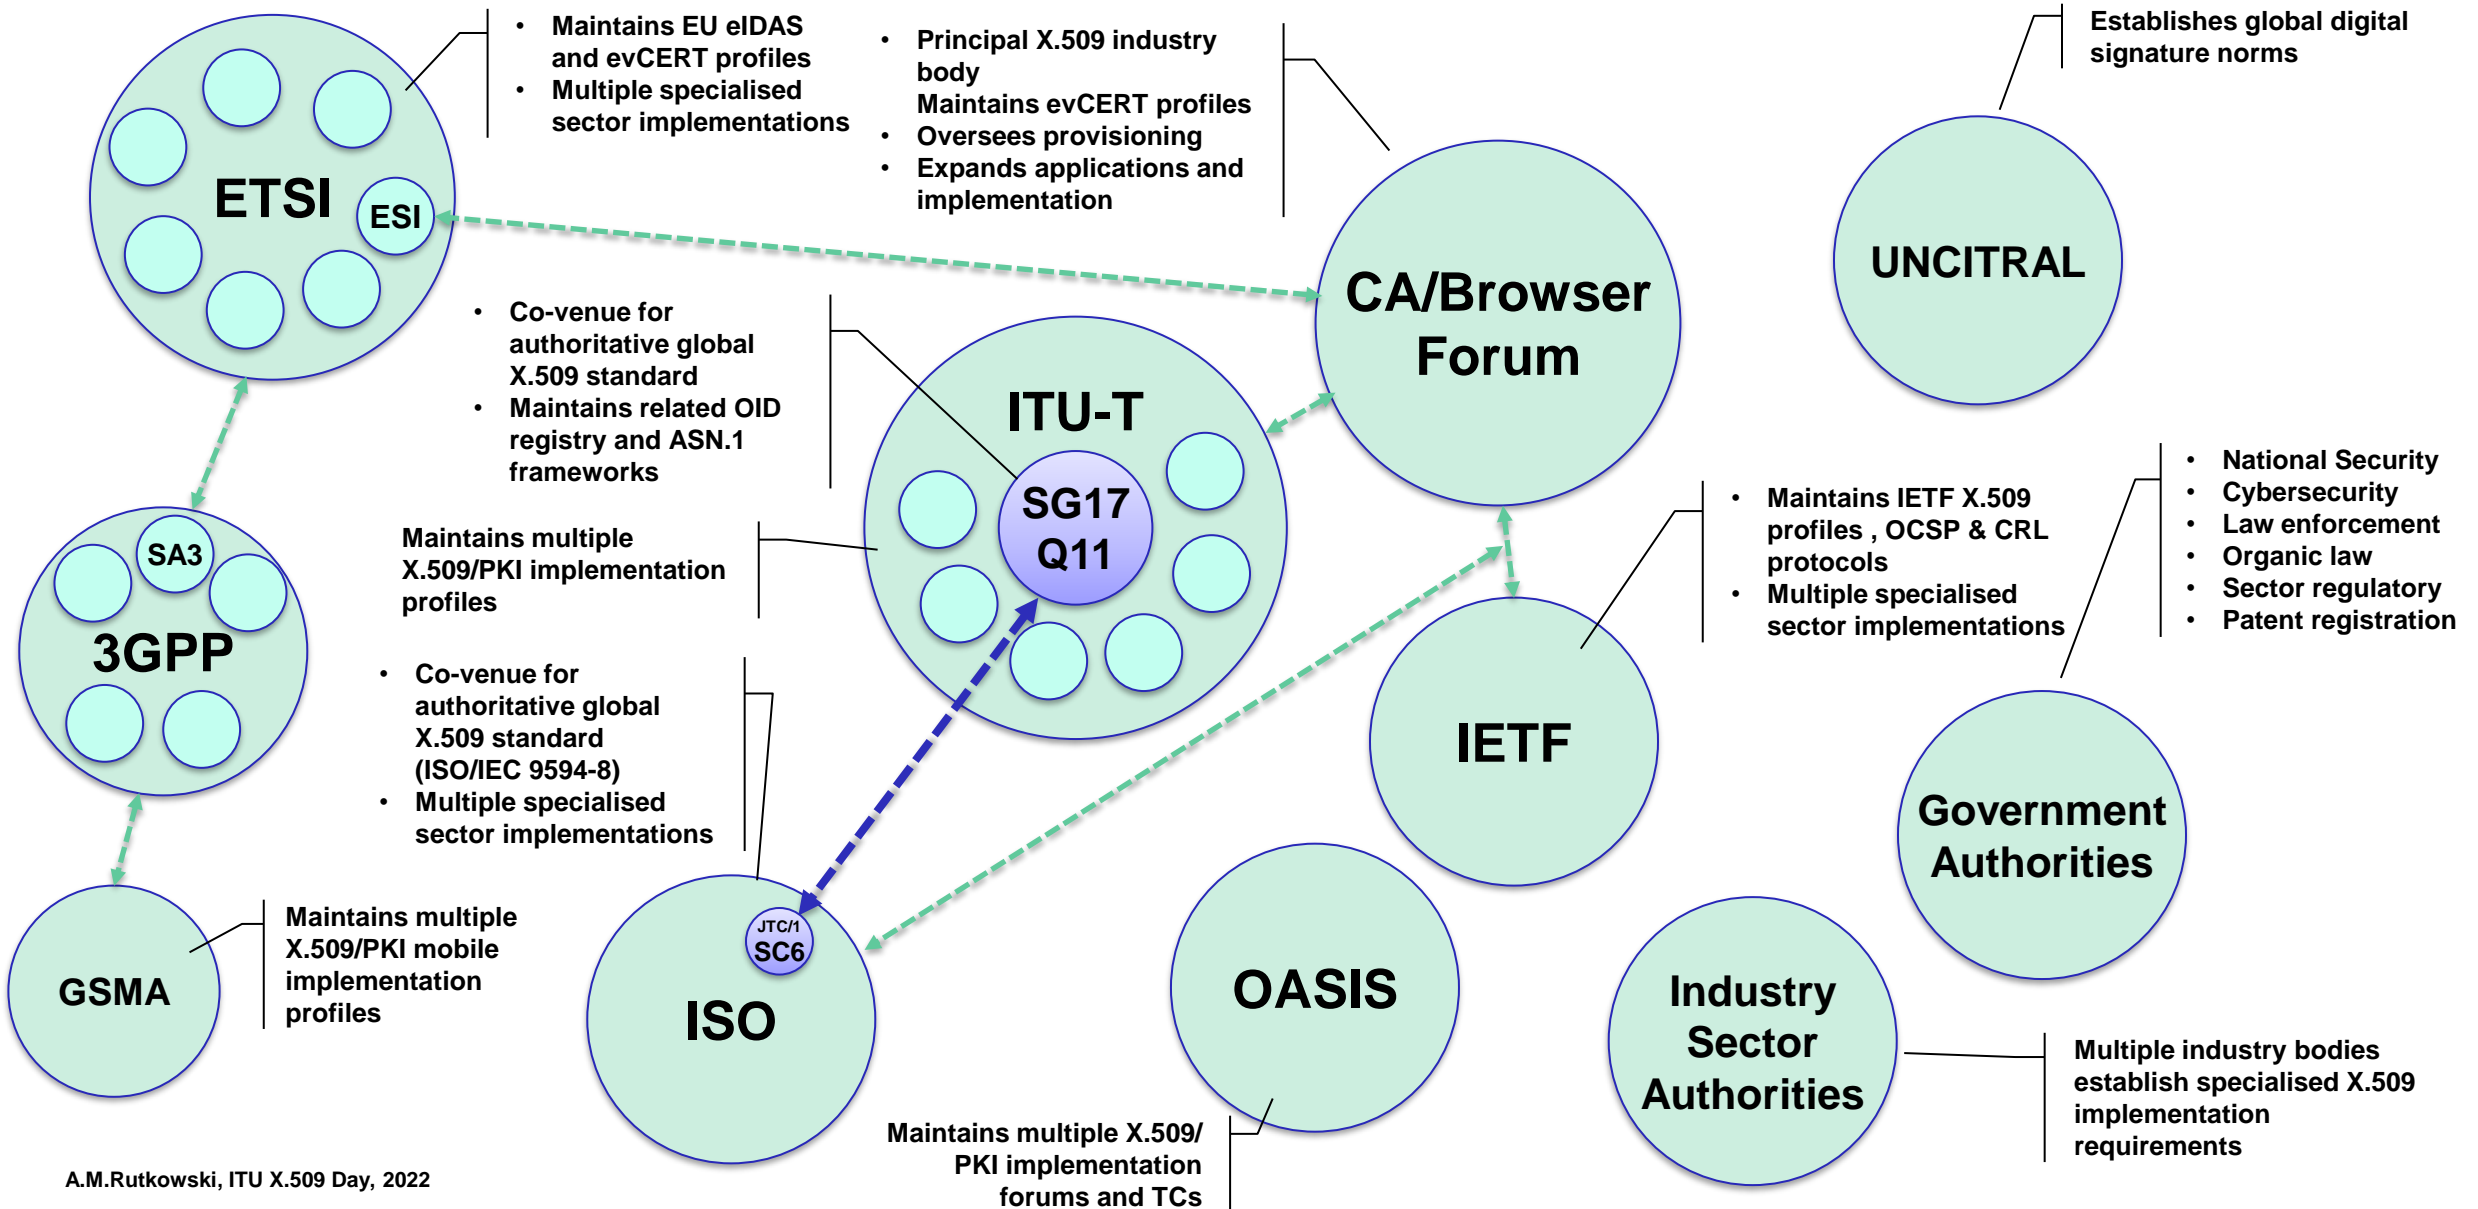 • Maintains EU eIDAS
and evCERT profiles
• Multiple specialised
sector implementations
• Principal X.509 industry
body
Maintains evCERT profiles
• Oversees provisioning
• Expands applications and
implementation
Establishes global digital
signature norms
ETSI
ESI
CA/Browser
Forum
UNCITRAL
• Co-venue for
authoritative global
X.509 standard
• Maintains related OID
registry and ASN.1
frameworks
ITU-T
SG17
Q11
Maintains multiple
X.509/PKI implementation
profiles
• Maintains IETF X.509
profiles , OCSP & CRL
protocols
• Multiple specialised
sector implementations
• National Security
• Cybersecurity
• Law enforcement
• Organic law
• Sector regulatory
• Patent registration
SA3
3GPP
• Co-venue for
authoritative global
X.509 standard
(ISO/IEC 9594-8)
• Multiple specialised
sector implementations
IETF
Government
Authorities
GSMA
Maintains multiple
X.509/PKI mobile
implementation
profiles
JTC/1
SC6
ISO
OASIS
Industry
Sector
Authorities
Maintains multiple X.509/
PKI implementation
forums and TCs
Multiple industry bodies
establish specialised X.509
implementation
requirements
A.M.Rutkowski, ITU X.509 Day, 2022